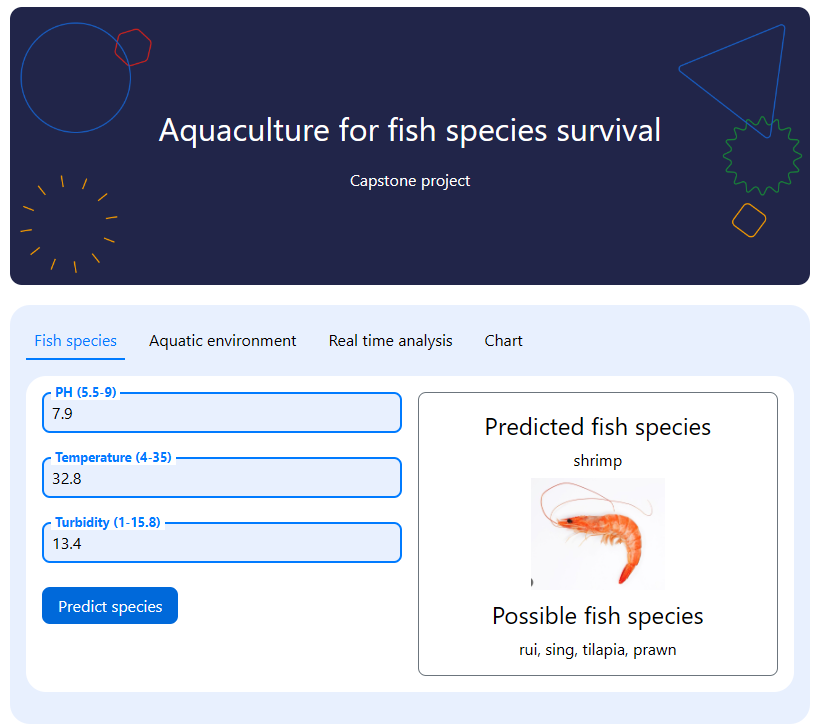 Aquaculture for fish species survival
Capstone project
Fish species Aquatic environment Real time analysis Chart
PH (5.5-9)
7.9
Temperature (4-35)
32.8
Turbidity (1-15.8)
13.4
Predict species
Predicted fish species
shrimp
Possible fish species
rui, sing, tilapia, prawn